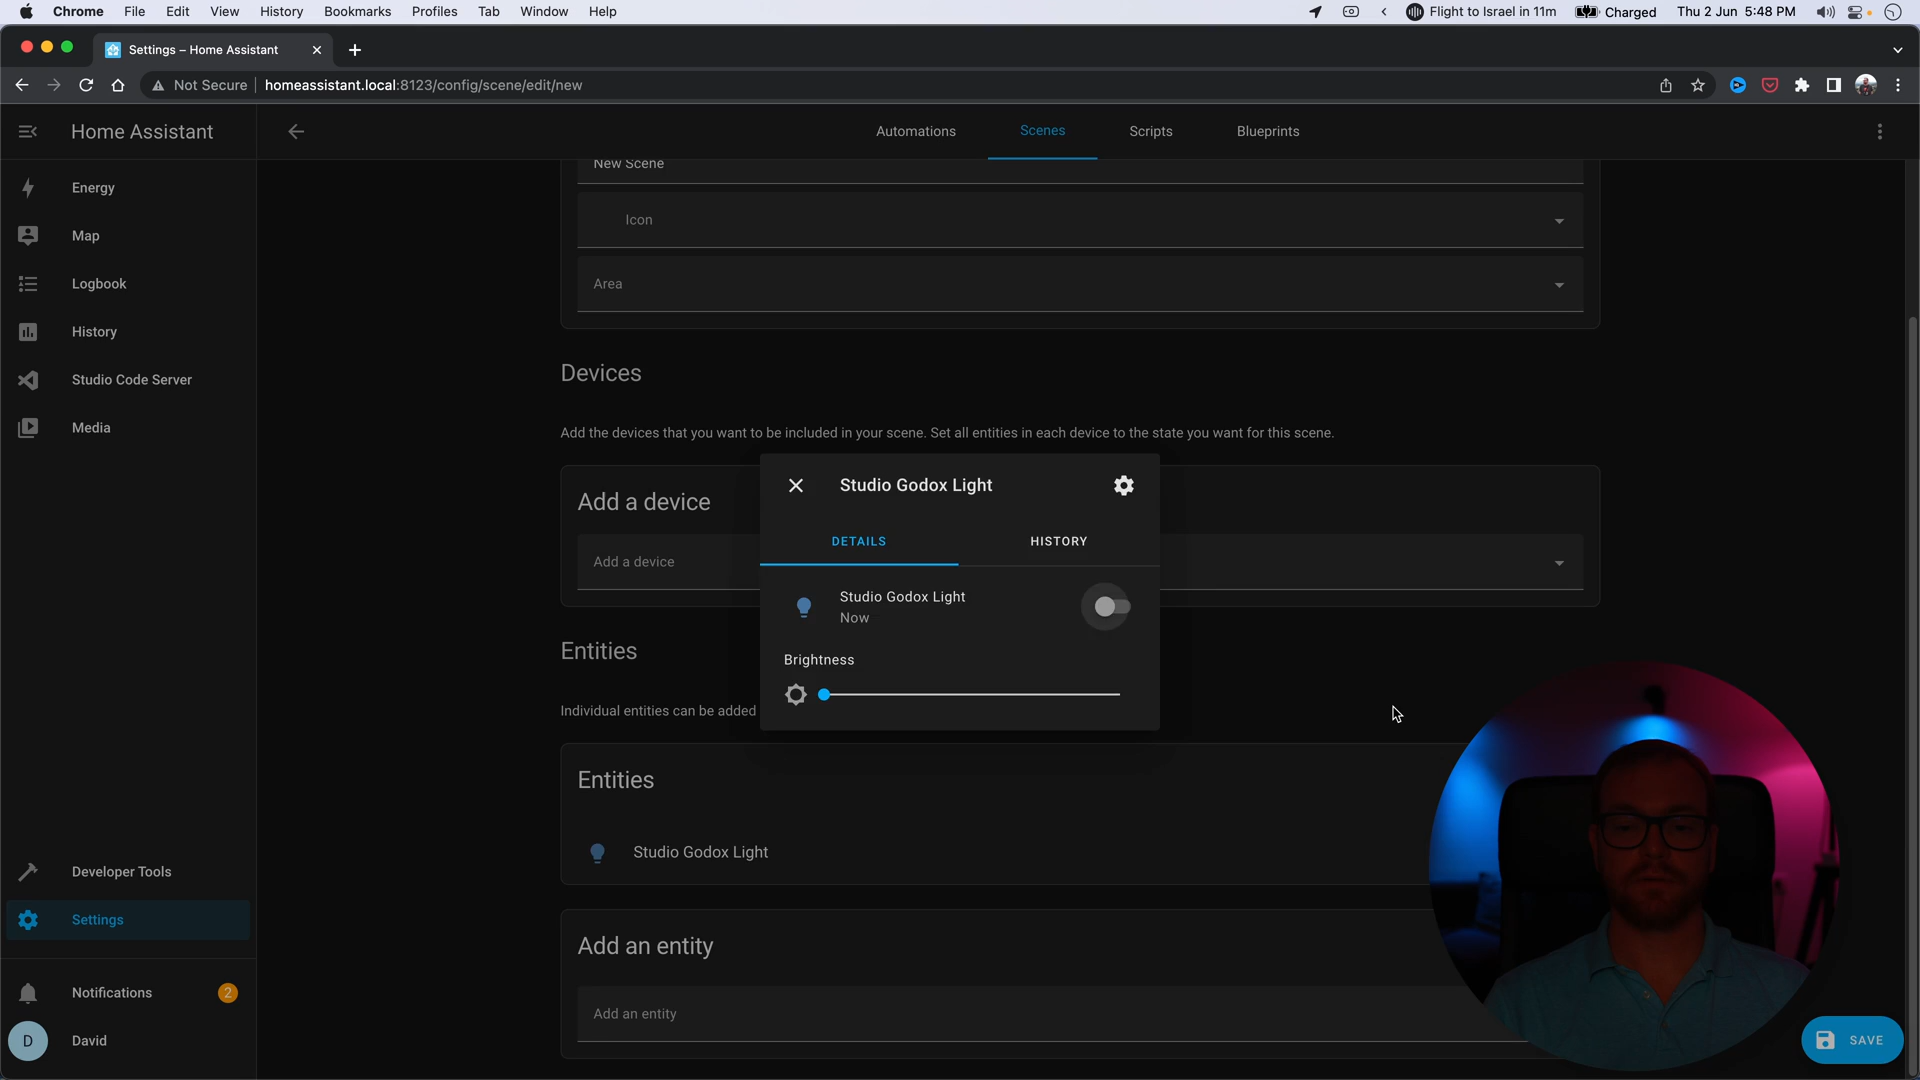 Chrome File Edit View History Bookmarks Profiles Tab Window Help
Flight to Israel in 11m Charged Thu 2 Jun 5:48 PM
Settings – Home Assistant
Not Secure homeassistant.local:8123/config/scene/edit/new
Home Assistant
Automations Scenes Scripts Blueprints
Energy
Map
Logbook
History
Studio Code Server
Media
Developer Tools
Settings
Notifications 2
D David
New Scene
Icon
Area
Devices
Add the devices that you want to be included in your scene. Set all entities in each device to the state you want for this scene.
Add a device
Add a device
Studio Godox Light
DETAILS HISTORY
Studio Godox Light
Now
Brightness
Entities
Individual entities can be added
Entities
Studio Godox Light
Add an entity
Add an entity
SAVE